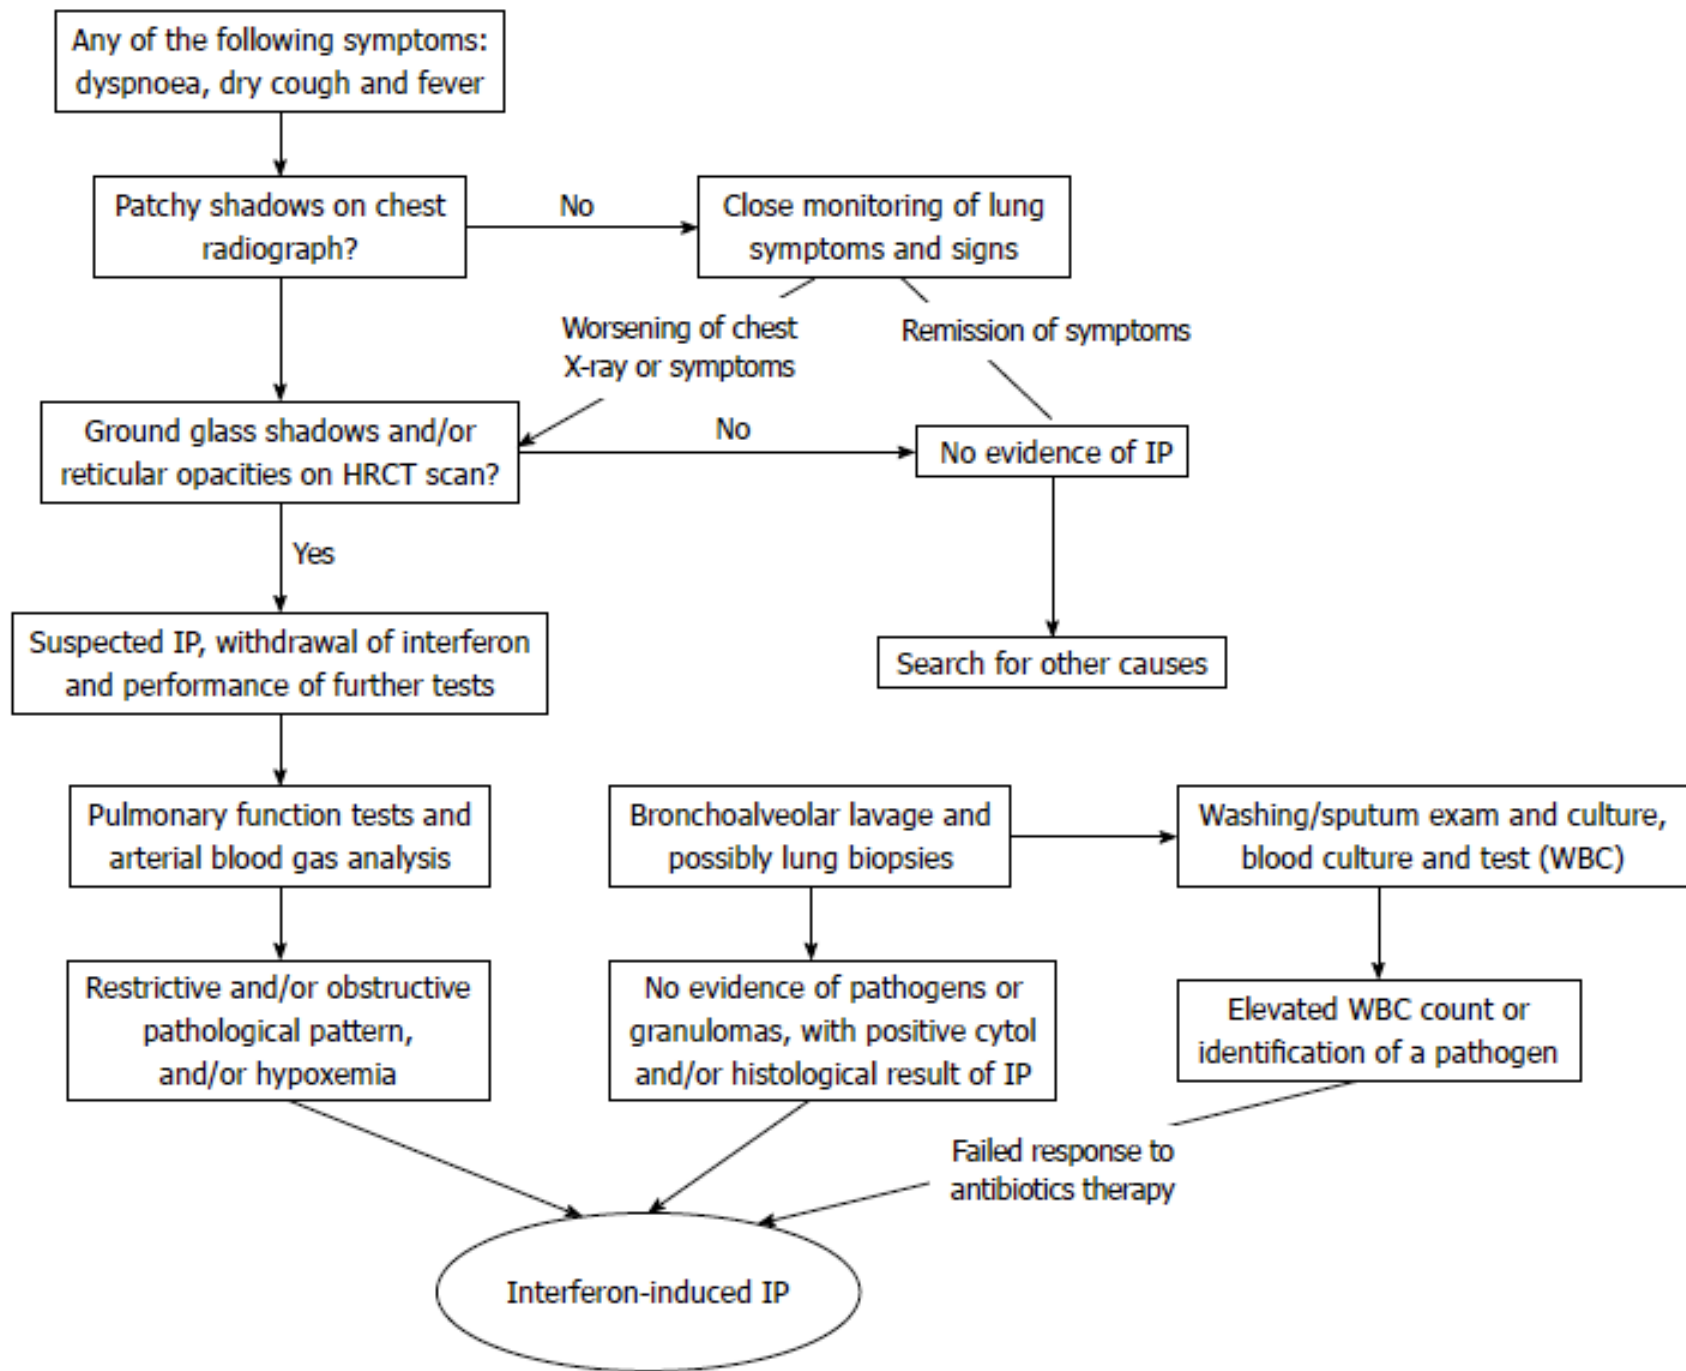 Any of the following symptoms:
dyspnoea, dry cough and fever
Patchy shadows on chest
radiograph?
No
Close monitoring of lung
symptoms and signs
Worsening of chest
X-ray or symptoms
Remission of symptoms
Ground glass shadows and/or
reticular opacities on HRCT scan?
No
No evidence of IP
Yes
Suspected IP, withdrawal of interferon
and performance of further tests
Search for other causes
Pulmonary function tests and
arterial blood gas analysis
Bronchoalveolar lavage and
possibly lung biopsies
Washing/sputum exam and culture,
blood culture and test (WBC)
Restrictive and/or obstructive
pathological pattern,
and/or hypoxemia
No evidence of pathogens or
granulomas, with positive cytol
and/or histological result of IP
Elevated WBC count or
identification of a pathogen
Failed response to
antibiotics therapy
Interferon-induced IP